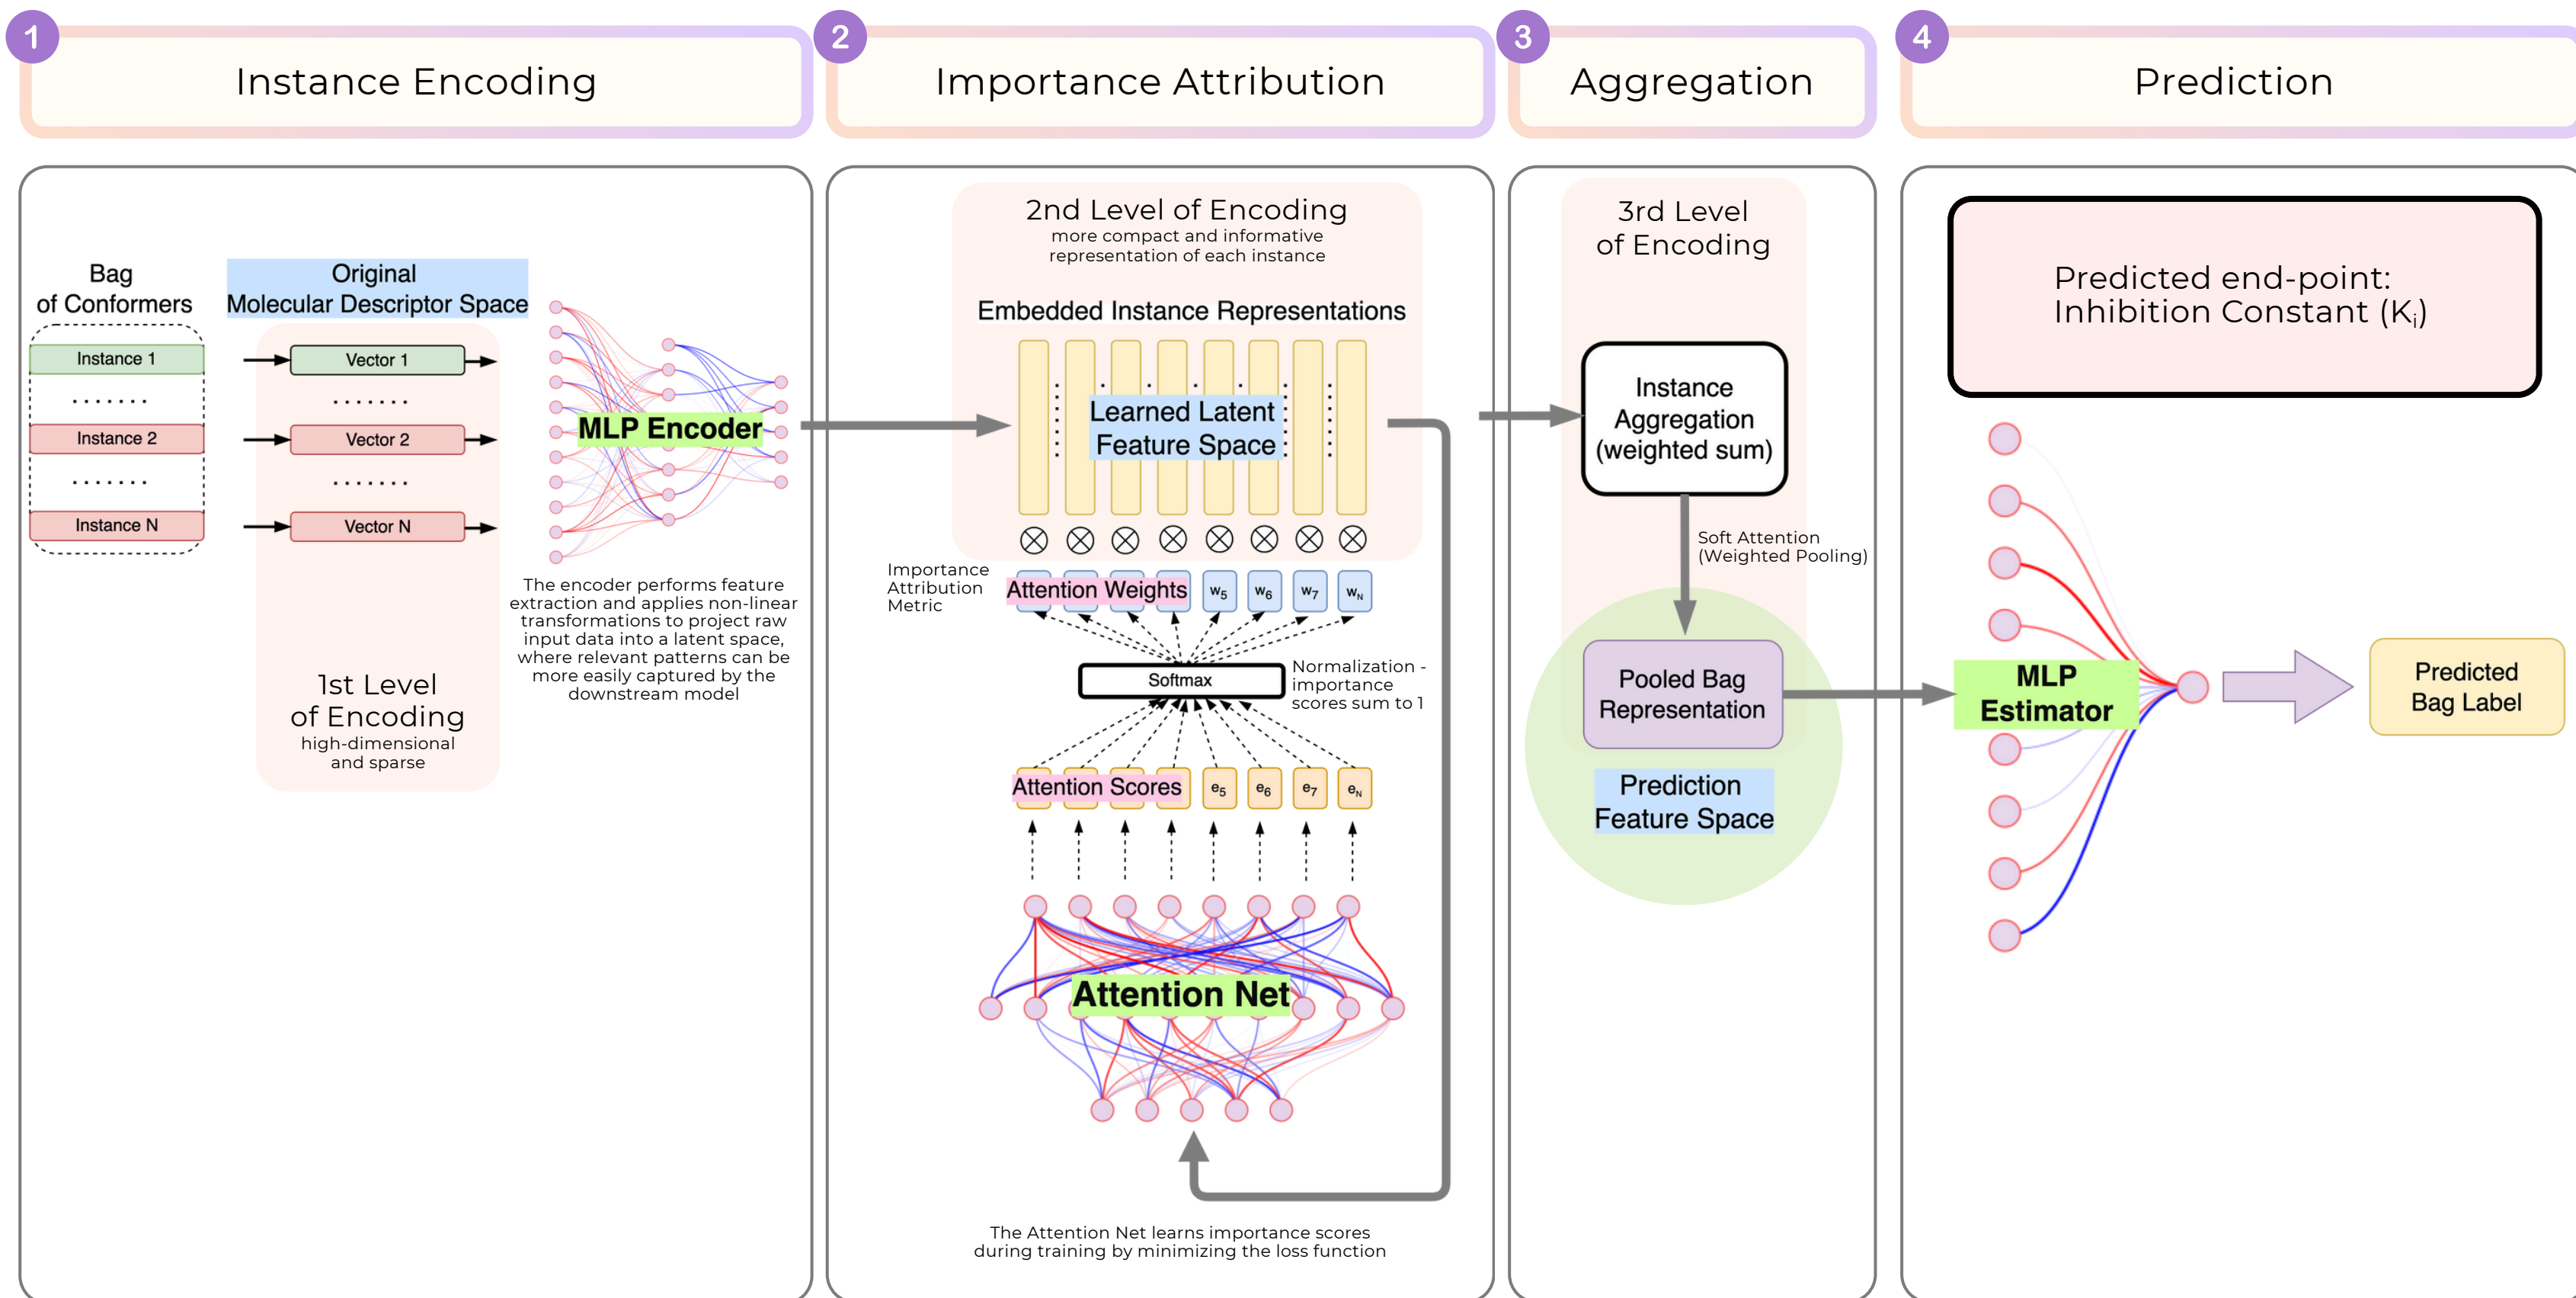 1
Instance Encoding
2
Importance Attribution
3
Aggregation
4
Prediction
Bag
of Conformers
Instance 1
.......
Instance 2
.......
Instance N
Original
Molecular Descriptor Space
Vector 1
.......
Vector 2
.......
Vector N
1st Level
of Encoding
high-dimensional
and sparse
MLP Encoder
The encoder performs feature
extraction and applies non-linear
transformations to project raw
input data into a latent space,
where relevant patterns can be
more easily captured by the
downstream model
2nd Level of Encoding
more compact and informative
representation of each instance
Embedded Instance Representations
Learned Latent
Feature Space
Importance
Attribution
Metric
Attention Weights
w5
w6
w7
wN
Softmax
Normalization -
importance
scores sum to 1
Attention Scores
e5
e6
e7
eN
Attention Net
The Attention Net learns importance scores
during training by minimizing the loss function
3rd Level
of Encoding
Instance
Aggregation
(weighted sum)
Soft Attention
(Weighted Pooling)
Pooled Bag
Representation
Prediction
Feature Space
Predicted end-point:
Inhibition Constant (Ki)
MLP
Estimator
Predicted
Bag Label